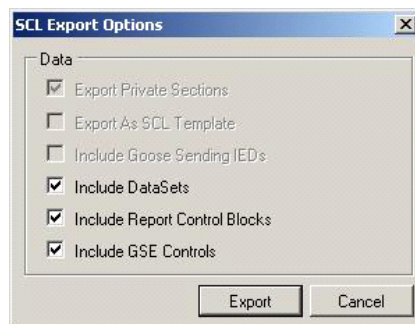 SCL Export Options
Data
Export Private Sections
Export As SCL Template
Include Goose Sending IEDs
Include DataSets
Include Report Control Blocks
Include GSE Controls
Export Cancel